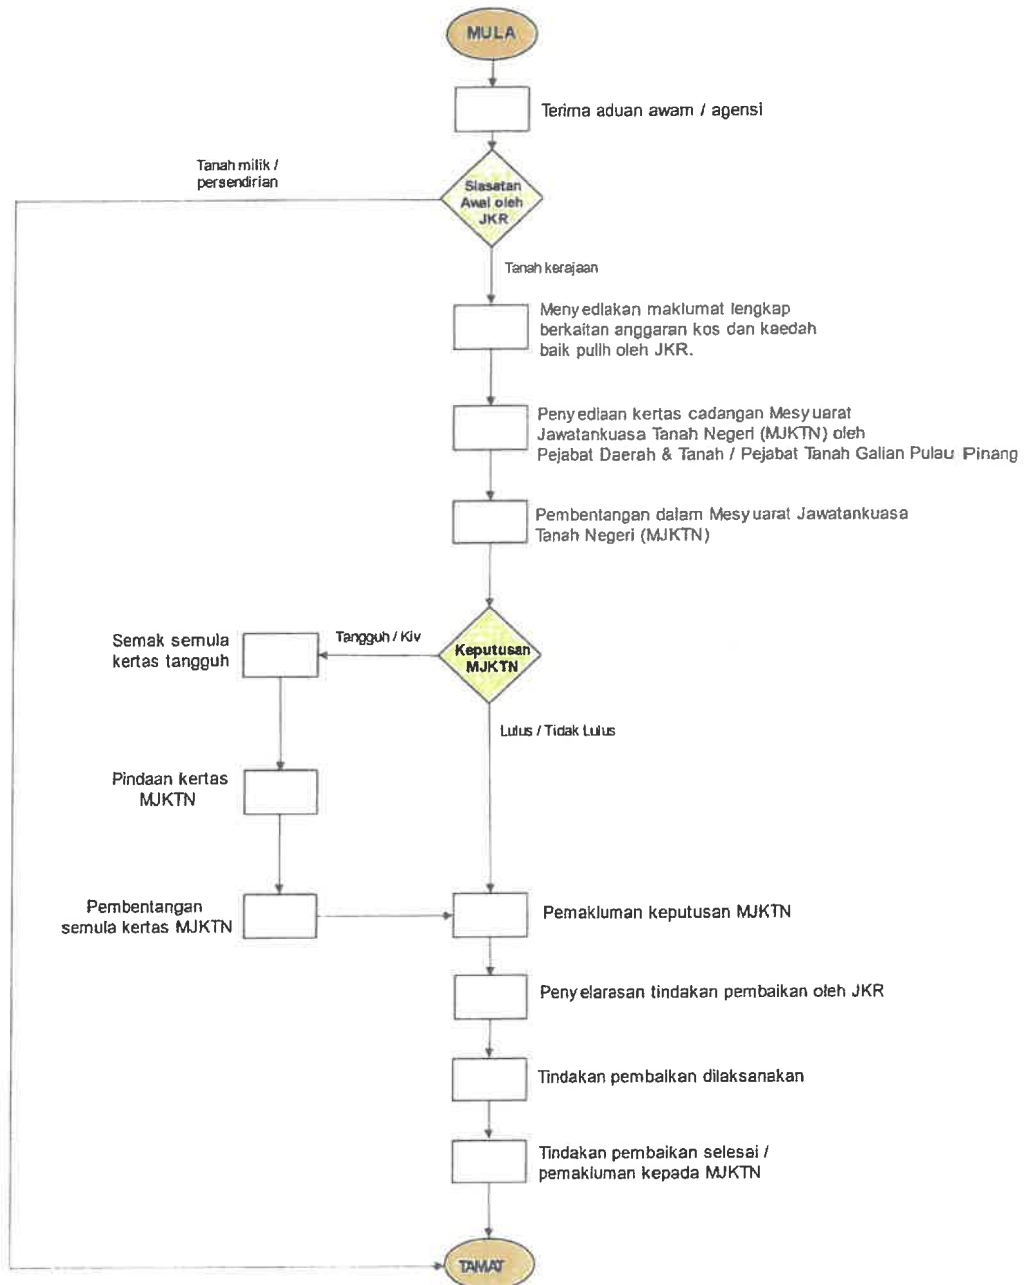 MULA
Terima aduan awam / agensi
Tanah milik /
persendirian
Siasatan
Awal oleh
JKR
Tanah kerajaan
Menyediakan maklumat lengkap
berkaitan anggaran kos dan kaedah
baik pulih oleh JKR.
Penyediaan kertas cadangan Mesyuarat
Jawatankuasa Tanah Negeri (MJKTN) oleh
Pejabat Daerah & Tanah / Pejabat Tanah Galian Pulau Pinang
Pembentangan dalam Mesyuarat Jawatankuasa
Tanah Negeri (MJKTN)
Semak semula
kertas tangguh
Tangguh / Kiv
Keputusan
MJKTN
Lulus / Tidak Lulus
Pindaan kertas
MJKTN
Pembentangan
semula kertas MJKTN
Pemakluman keputusan MJKTN
Penyelarasan tindakan pembaikan oleh JKR
Tindakan pembaikan dilaksanakan
Tindakan pembaikan selesai /
pemakluman kepada MJKTN
TAMAT